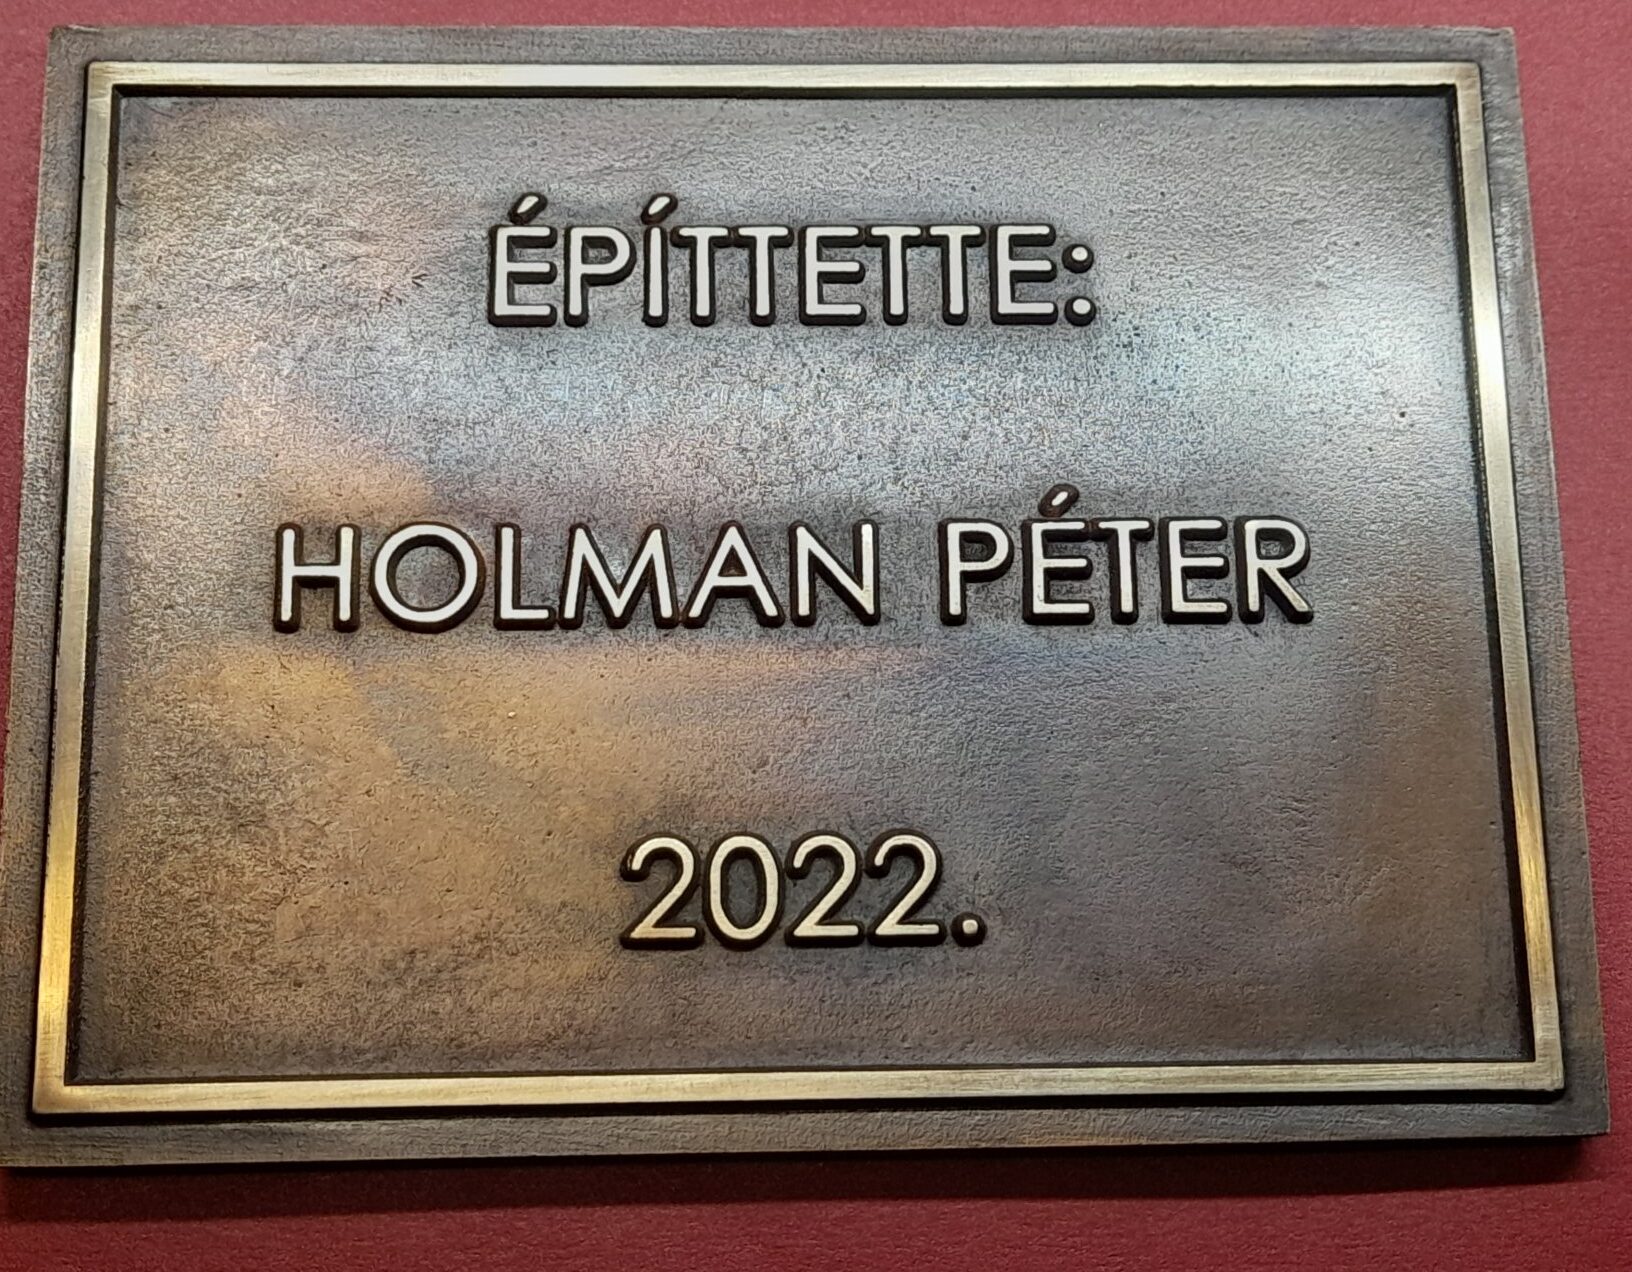 ÉPÍTTETTE:
HOLMAN PÉTER
2022.